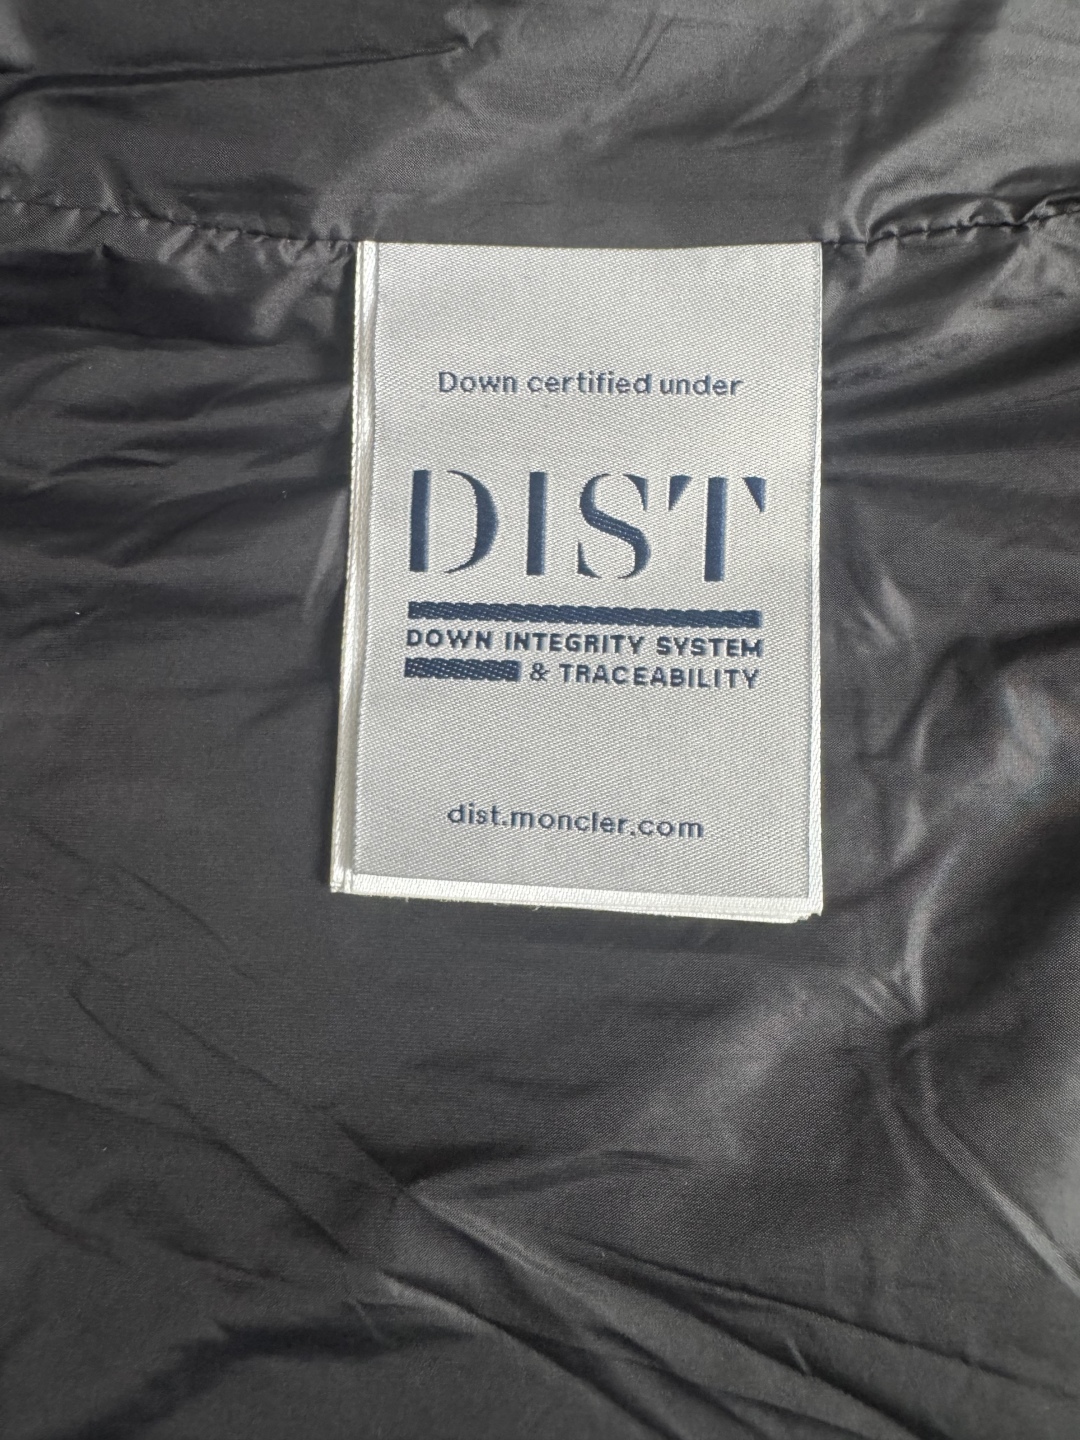 Down certified under
DIST
DOWN INTEGRITY SYSTEM
& TRACEABILITY
dist.moncler.com